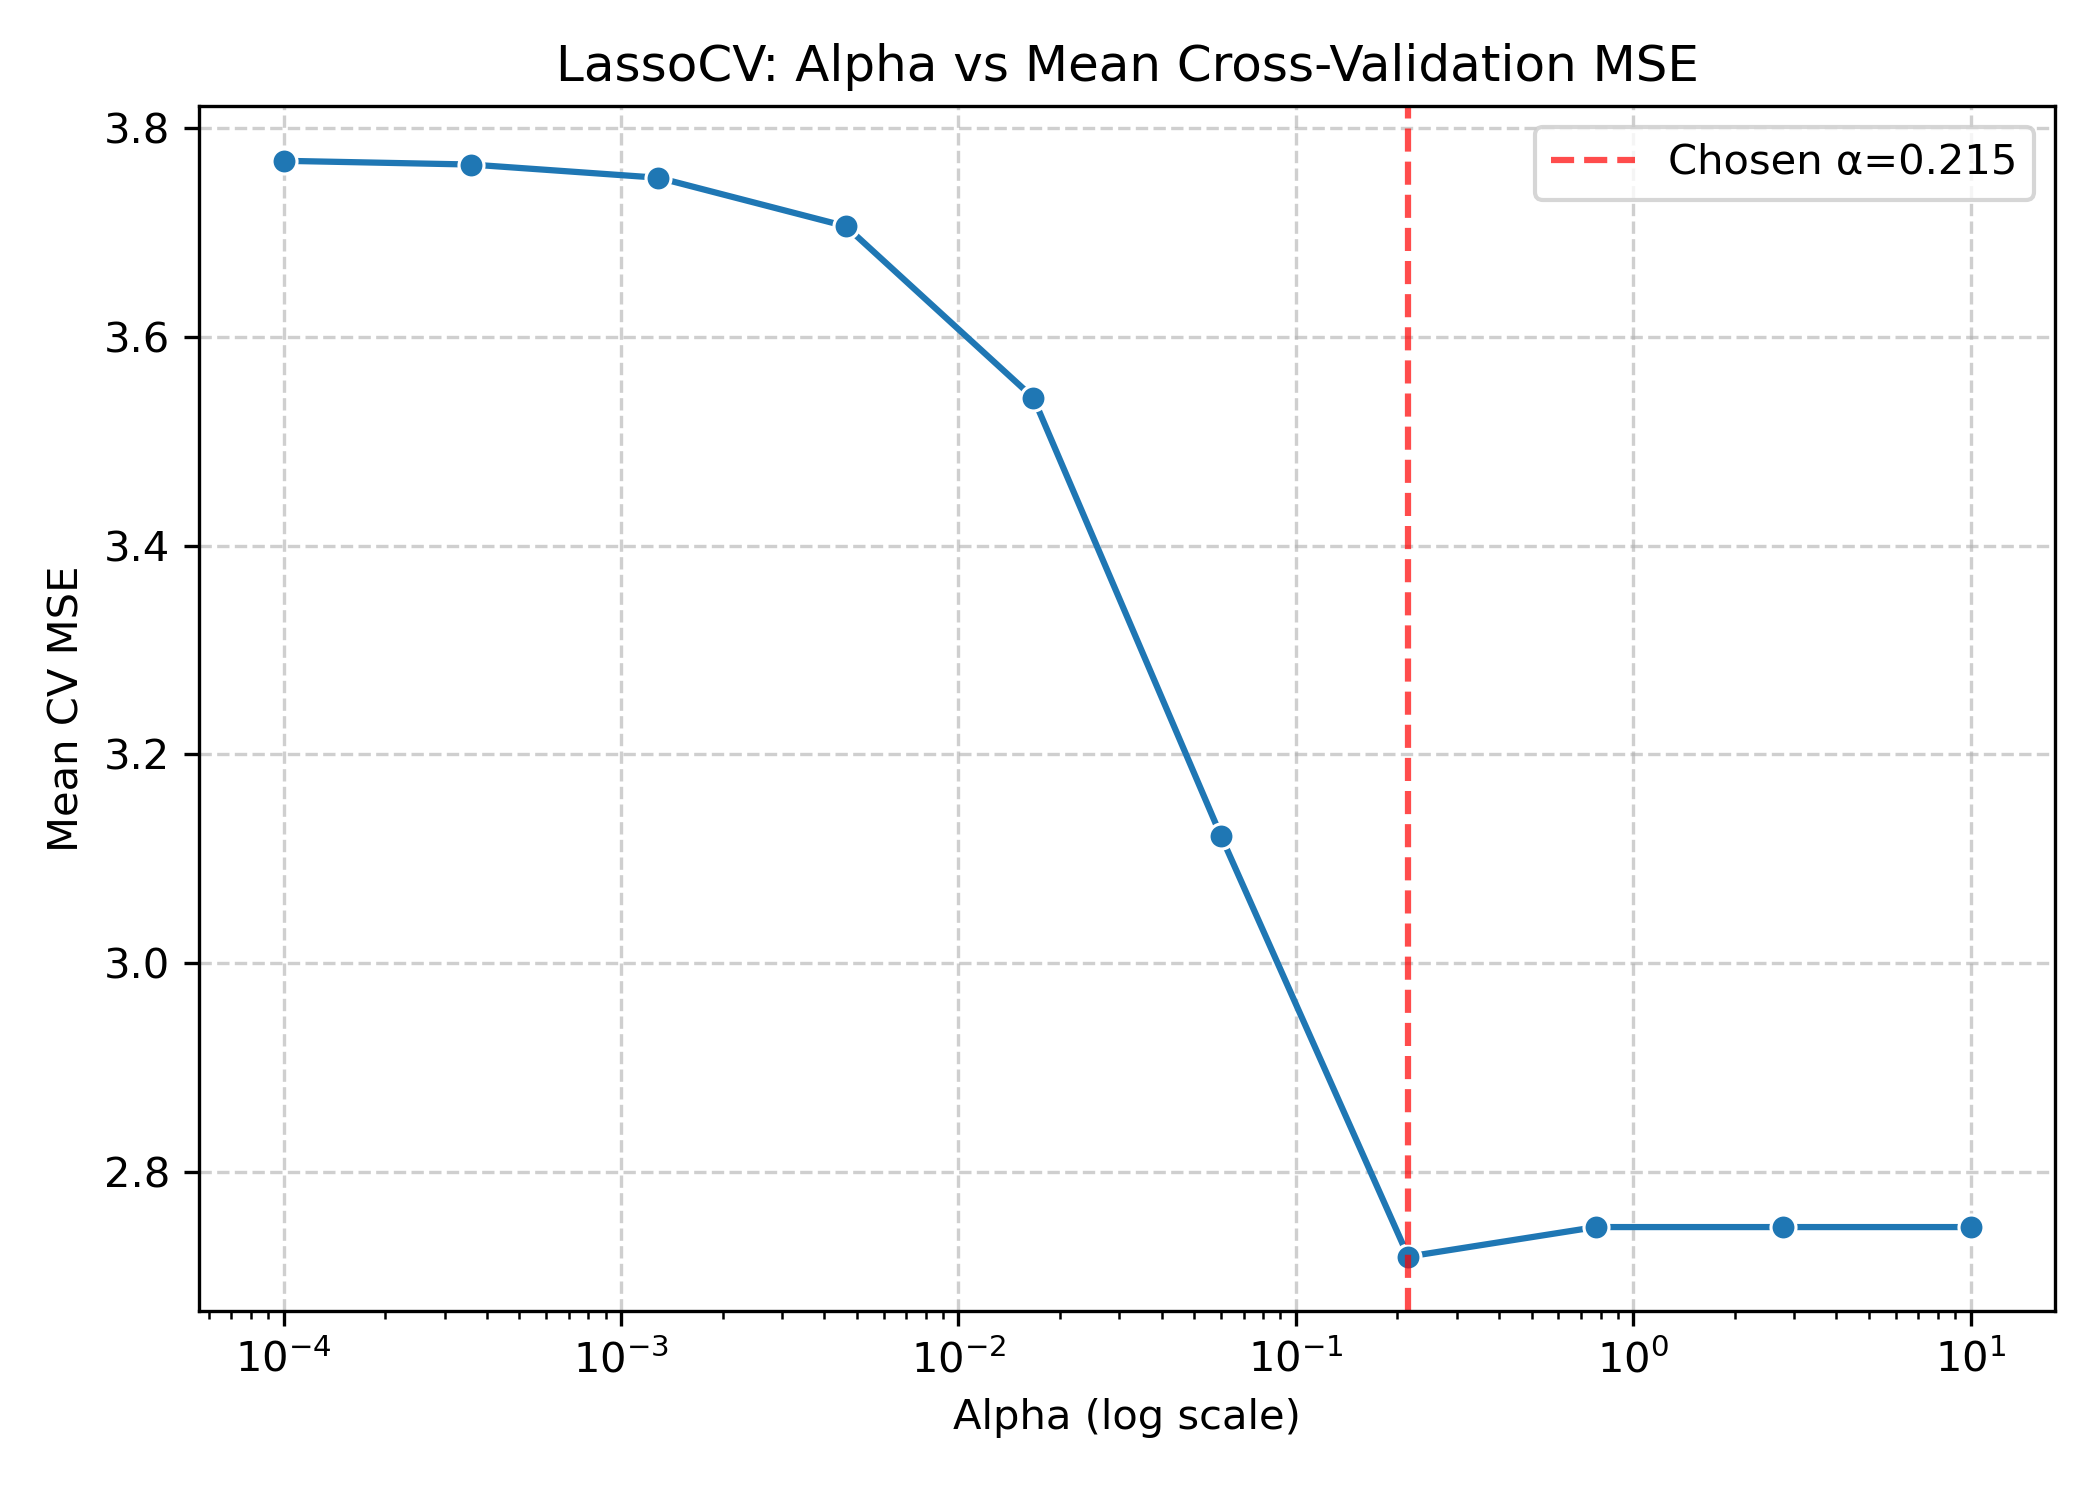 LassoCV: Alpha vs Mean Cross-Validation MSE
Chosen α=0.215
Mean CV MSE
3.8
3.6
3.4
3.2
3.0
2.8
10⁻⁴ 10⁻³ 10⁻² 10⁻¹ 10⁰ 10¹
Alpha (log scale)